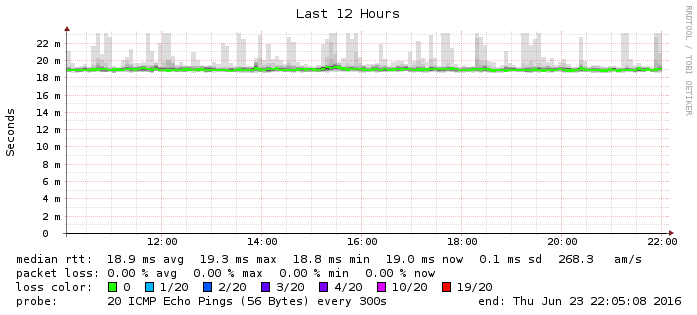 Last 12 Hours
RRDTOOL / TOBI OETIKER
Seconds
22 m
20 m
18 m
16 m
14 m
12 m
10 m
8 m
6 m
4 m
2 m
0
12:00 14:00 16:00 18:00 20:00 22:00
median rtt: 18.9 ms avg 19.3 ms max 18.8 ms min 19.0 ms now 0.1 ms sd 268.3 am/s
packet loss: 0.00 % avg 0.00 % max 0.00 % min 0.00 % now
loss color: 0 1/20 2/20 3/20 4/20 10/20 19/20
probe: 20 ICMP Echo Pings (56 Bytes) every 300s end: Thu Jun 23 22:05:08 2016